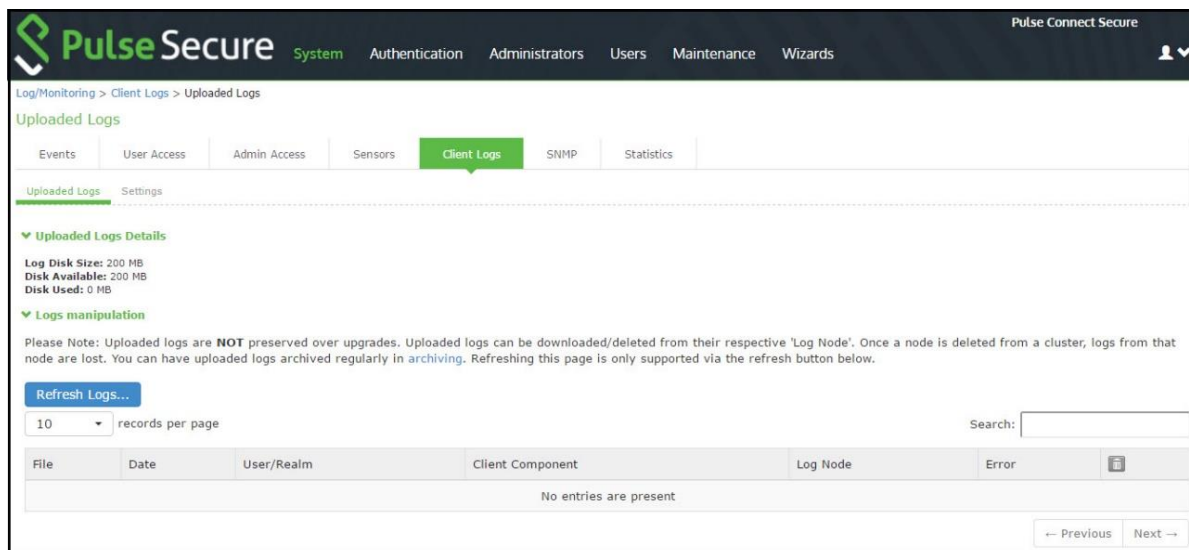 Pulse Connect Secure
Pulse Secure System Authentication Administrators Users Maintenance Wizards
Log/Monitoring > Client Logs > Uploaded Logs
Uploaded Logs
Events User Access Admin Access Sensors Client Logs SNMP Statistics
Uploaded Logs Settings
Uploaded Logs Details
Log Disk Size: 200 MB
Disk Available: 200 MB
Disk Used: 0 MB
Logs manipulation
Please Note: Uploaded logs are NOT preserved over upgrades. Uploaded logs can be downloaded/deleted from their respective 'Log Node'. Once a node is deleted from a cluster, logs from that
node are lost. You can have uploaded logs archived regularly in archiving. Refreshing this page is only supported via the refresh button below.
Refresh Logs...
10 records per page Search:
File Date User/Realm Client Component Log Node Error
No entries are present
← Previous Next →